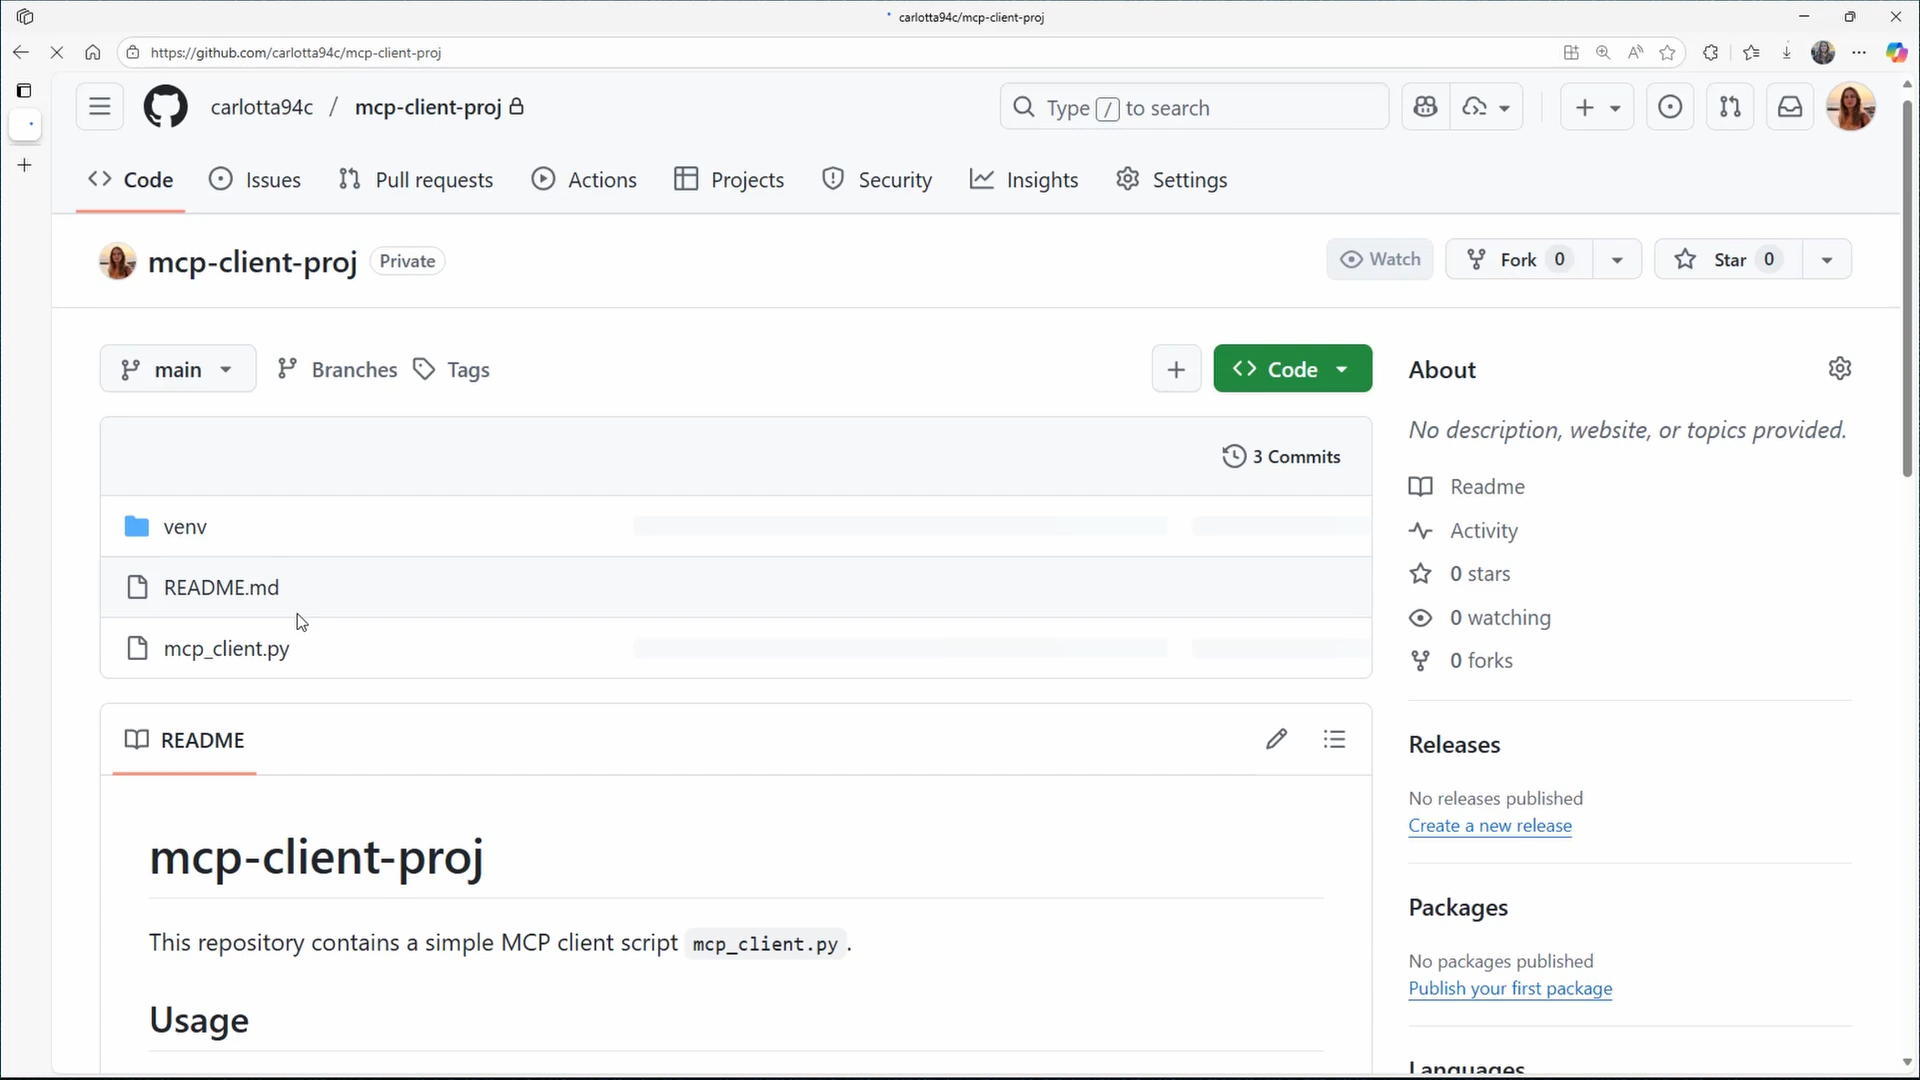 carlotta94c/mcp-client-proj
https://github.com/carlotta94c/mcp-client-proj
carlotta94c / mcp-client-proj
Type / to search
Code
Issues
Pull requests
Actions
Projects
Security
Insights
Settings
mcp-client-proj
Private
Watch
Fork 0
Star 0
main
Branches
Tags
Code
3 Commits
venv
README.md
mcp_client.py
README
mcp-client-proj
This repository contains a simple MCP client script mcp_client.py.
Usage
About
No description, website, or topics provided.
Readme
Activity
0 stars
0 watching
0 forks
Releases
No releases published
Create a new release
Packages
No packages published
Publish your first package
Languages